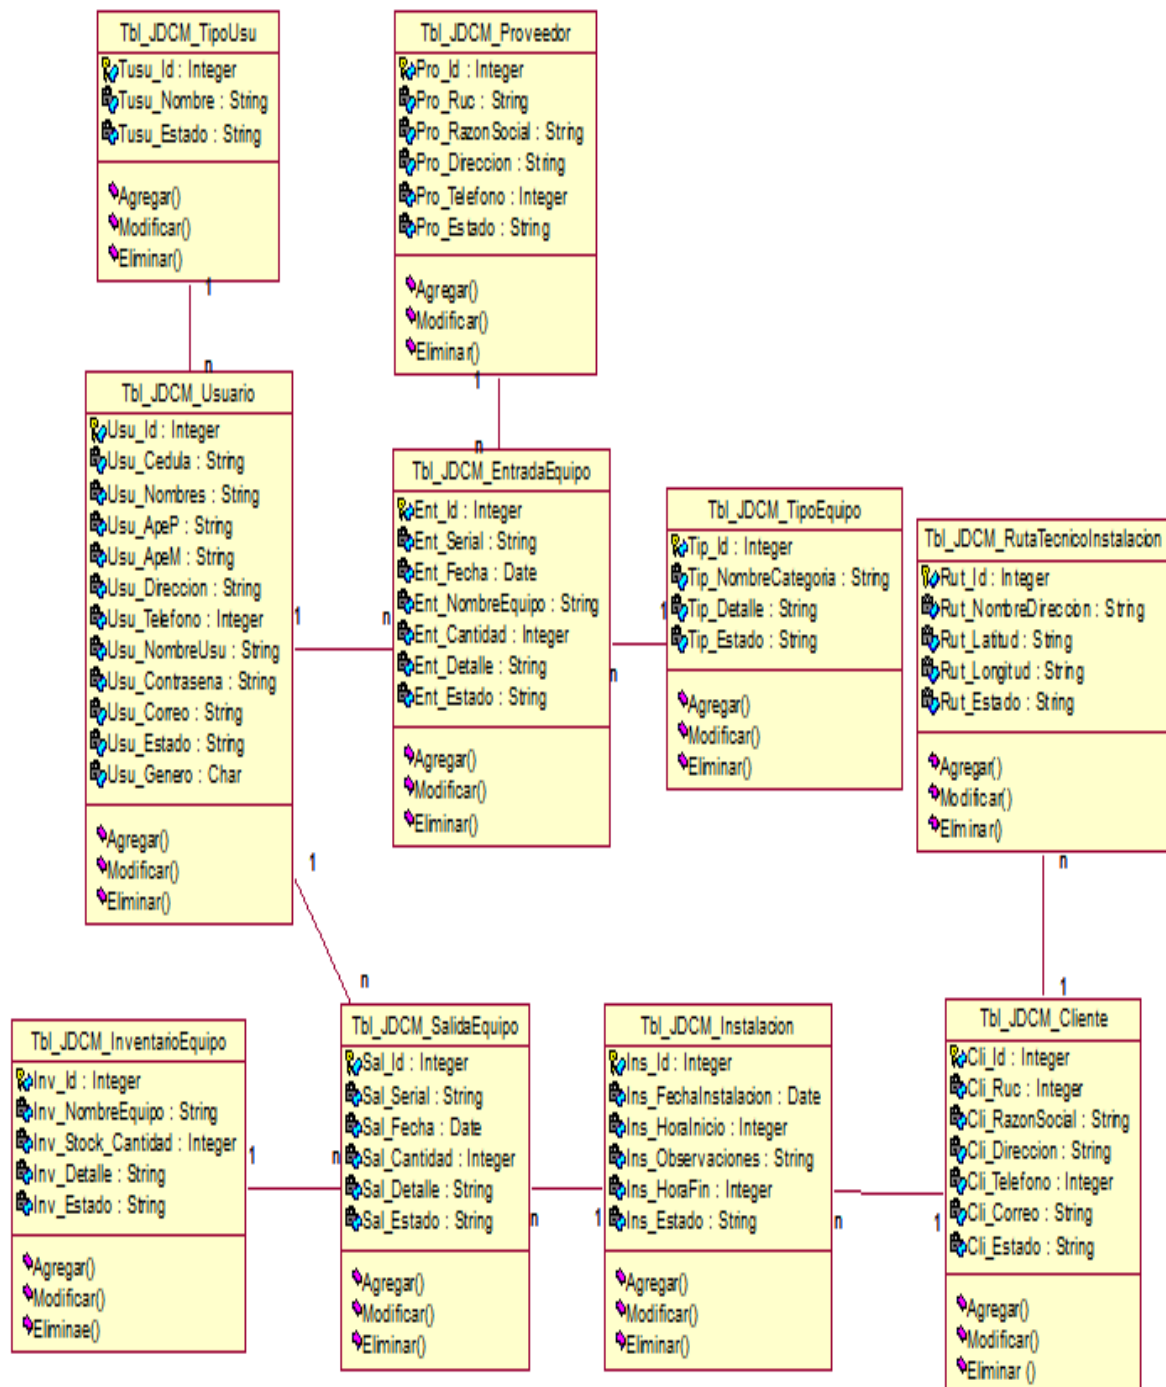 Tbl_JDCM_TipoUsu
Tusu_Id : Integer
Tusu_Nombre : String
Tusu_Estado : String
Agregar()
Modificar()
Eliminar()
1
n
Tbl_JDCM_Proveedor
Pro_Id : Integer
Pro_Ruc : String
Pro_RazonSocial : String
Pro_Direccion : String
Pro_Telefono : Integer
Pro_Estado : String
Agregar()
Modificar()
Eliminar()
1
n
Tbl_JDCM_Usuario
Usu_Id : Integer
Usu_Cedula : String
Usu_Nombres : String
Usu_ApeP : String
Usu_ApeM : String
Usu_Direccion : String
Usu_Telefono : Integer
Usu_NombreUsu : String
Usu_Contrasena : String
Usu_Correo : String
Usu_Estado : String
Usu_Genero : Char
Agregar()
Modificar()
Eliminar()
1
n
Tbl_JDCM_EntradaEquipo
Ent_Id : Integer
Ent_Serial : String
Ent_Fecha : Date
Ent_NombreEquipo : String
Ent_Cantidad : Integer
Ent_Detalle : String
Ent_Estado : String
Agregar()
Modificar()
Eliminar()
n
1
Tbl_JDCM_TipoEquipo
Tip_Id : Integer
Tip_NombreCategoria : String
Tip_Detalle : String
Tip_Estado : String
Agregar()
Modificar()
Eliminar()
Tbl_JDCM_RutaTecnicoInstalacion
Rut_Id : Integer
Rut_NombreDireccion : String
Rut_Latitud : String
Rut_Longitud : String
Rut_Estado : String
Agregar()
Modificar()
Eliminar()
n
1
1
n
Tbl_JDCM_InventarioEquipo
Inv_Id : Integer
Inv_NombreEquipo : String
Inv_Stock_Cantidad : Integer
Inv_Detalle : String
Inv_Estado : String
Agregar()
Modificar()
Eliminae()
1
n
Tbl_JDCM_SalidaEquipo
Sal_Id : Integer
Sal_Serial : String
Sal_Fecha : Date
Sal_Cantidad : Integer
Sal_Detalle : String
Sal_Estado : String
Agregar()
Modificar()
Eliminar()
n
1
Tbl_JDCM_Instalacion
Ins_Id : Integer
Ins_FechaInstalacion : Date
Ins_HoraInicio : Integer
Ins_Observaciones : String
Ins_HoraFin : Integer
Ins_Estado : String
Agregar()
Modificar()
Eliminar()
n
1
Tbl_JDCM_Cliente
Cli_Id : Integer
Cli_Ruc : Integer
Cli_RazonSocial : String
Cli_Direccion : String
Cli_Telefono : Integer
Cli_Correo : String
Cli_Estado : String
Agregar()
Modificar()
Eliminar ()